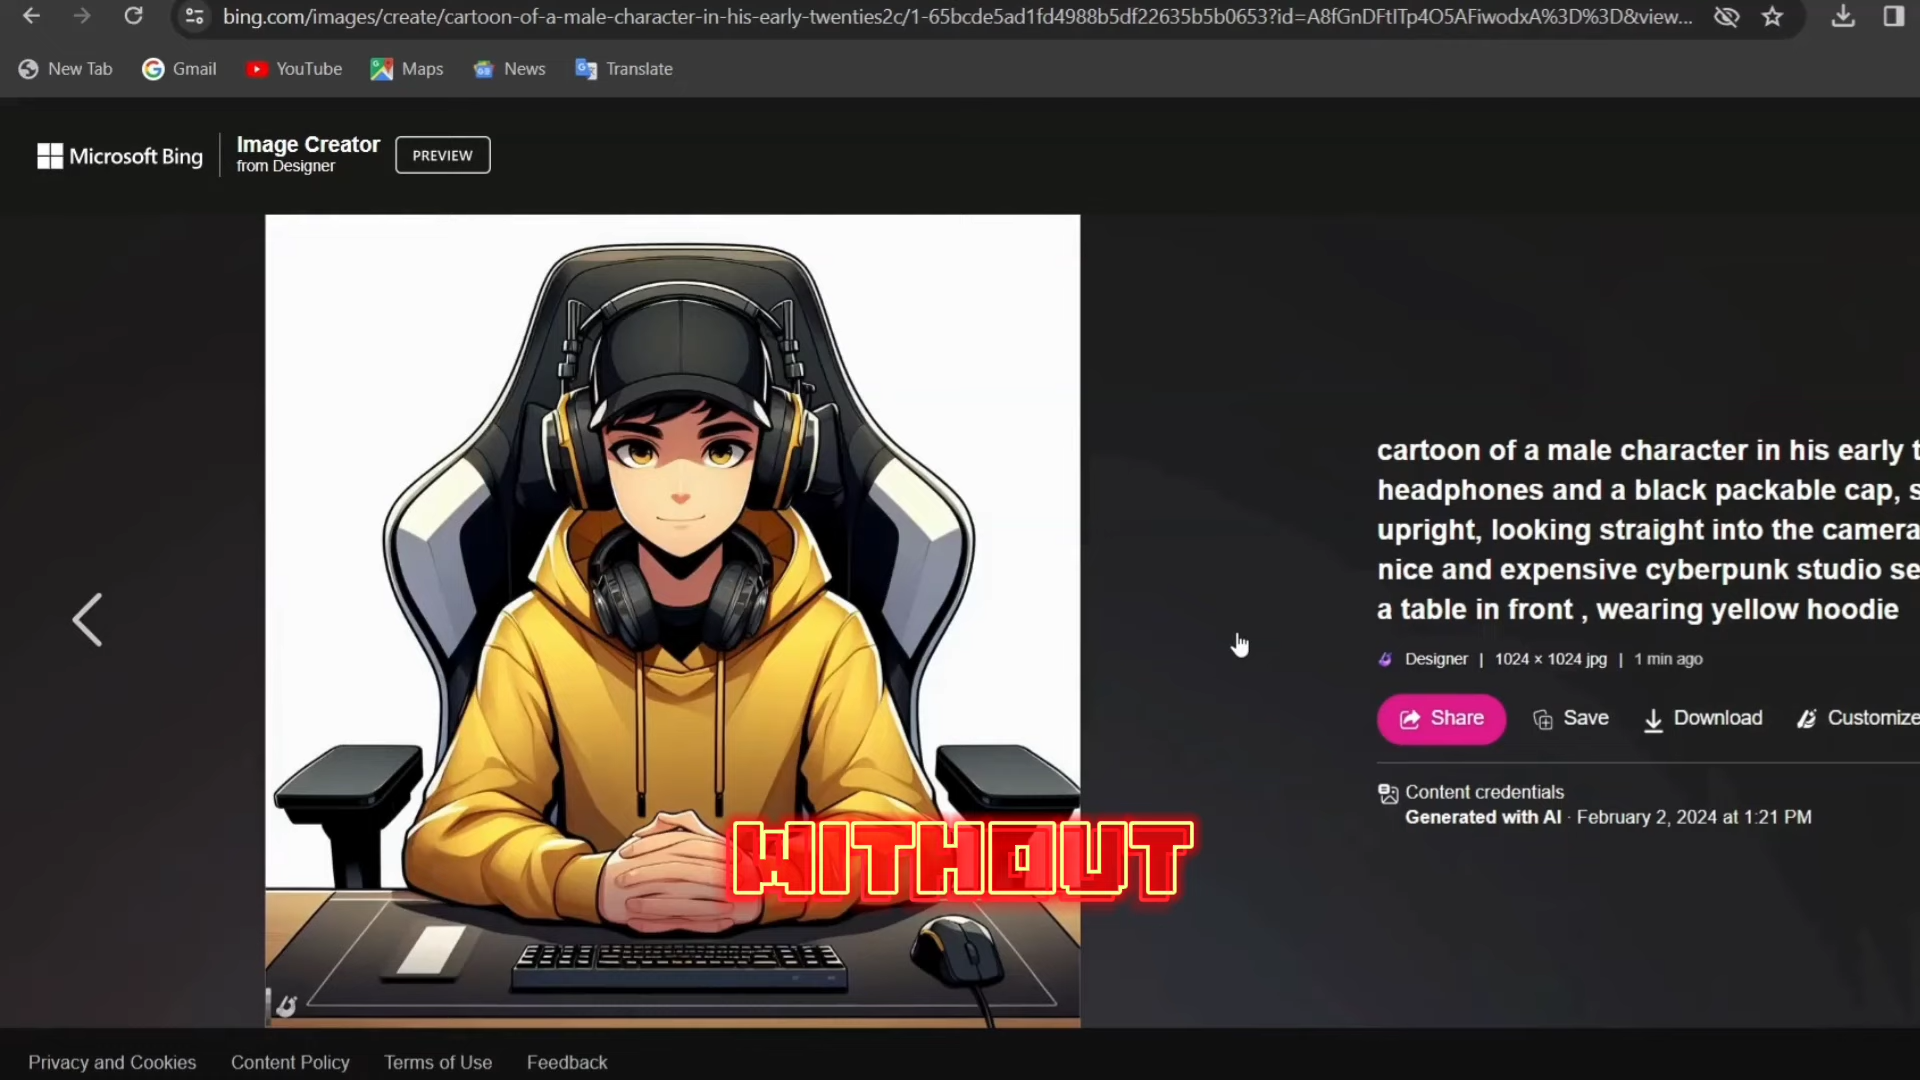 bing.com/images/create/cartoon-of-a-male-character-in-his-early-twenties2c/1-65bcde5ad1fd4988b5df22635b5b0653?id=A8fGnDFtITp4O5AFiwodxA%3D%3D&view...
New Tab Gmail YouTube Maps News Translate
Microsoft Bing
Image Creator
from Designer
PREVIEW
cartoon of a male character in his early t
headphones and a black packable cap, s
upright, looking straight into the camera
nice and expensive cyberpunk studio se
a table in front , wearing yellow hoodie
Designer | 1024 × 1024 jpg | 1 min ago
Share Save Download Customize
Content credentials
Generated with AI · February 2, 2024 at 1:21 PM
WITHOUT
Privacy and Cookies Content Policy Terms of Use Feedback